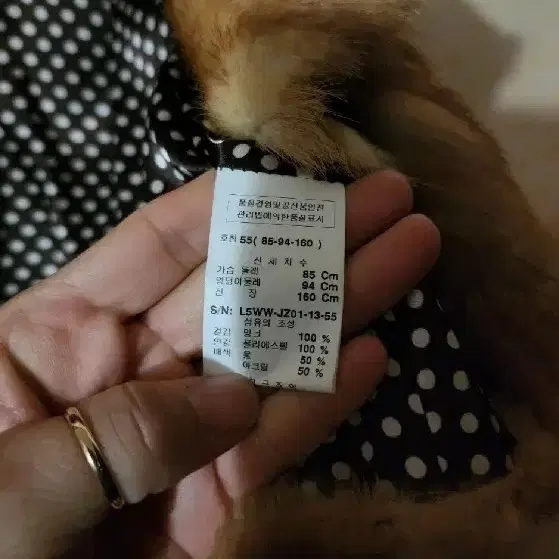 품질경영및공산품안전
관리법에의한품질표시
호칭 55( 85-94-160 )
신체치수
가슴둘레 85 Cm
엉덩이둘레 94 Cm
신장 160 Cm
S/N: L5WW-JZ01-13-55
섬유의 조성
겉감 밍크 100 %
안감 폴리에스텔 100 %
배색 울 50 %
아크릴 50 %